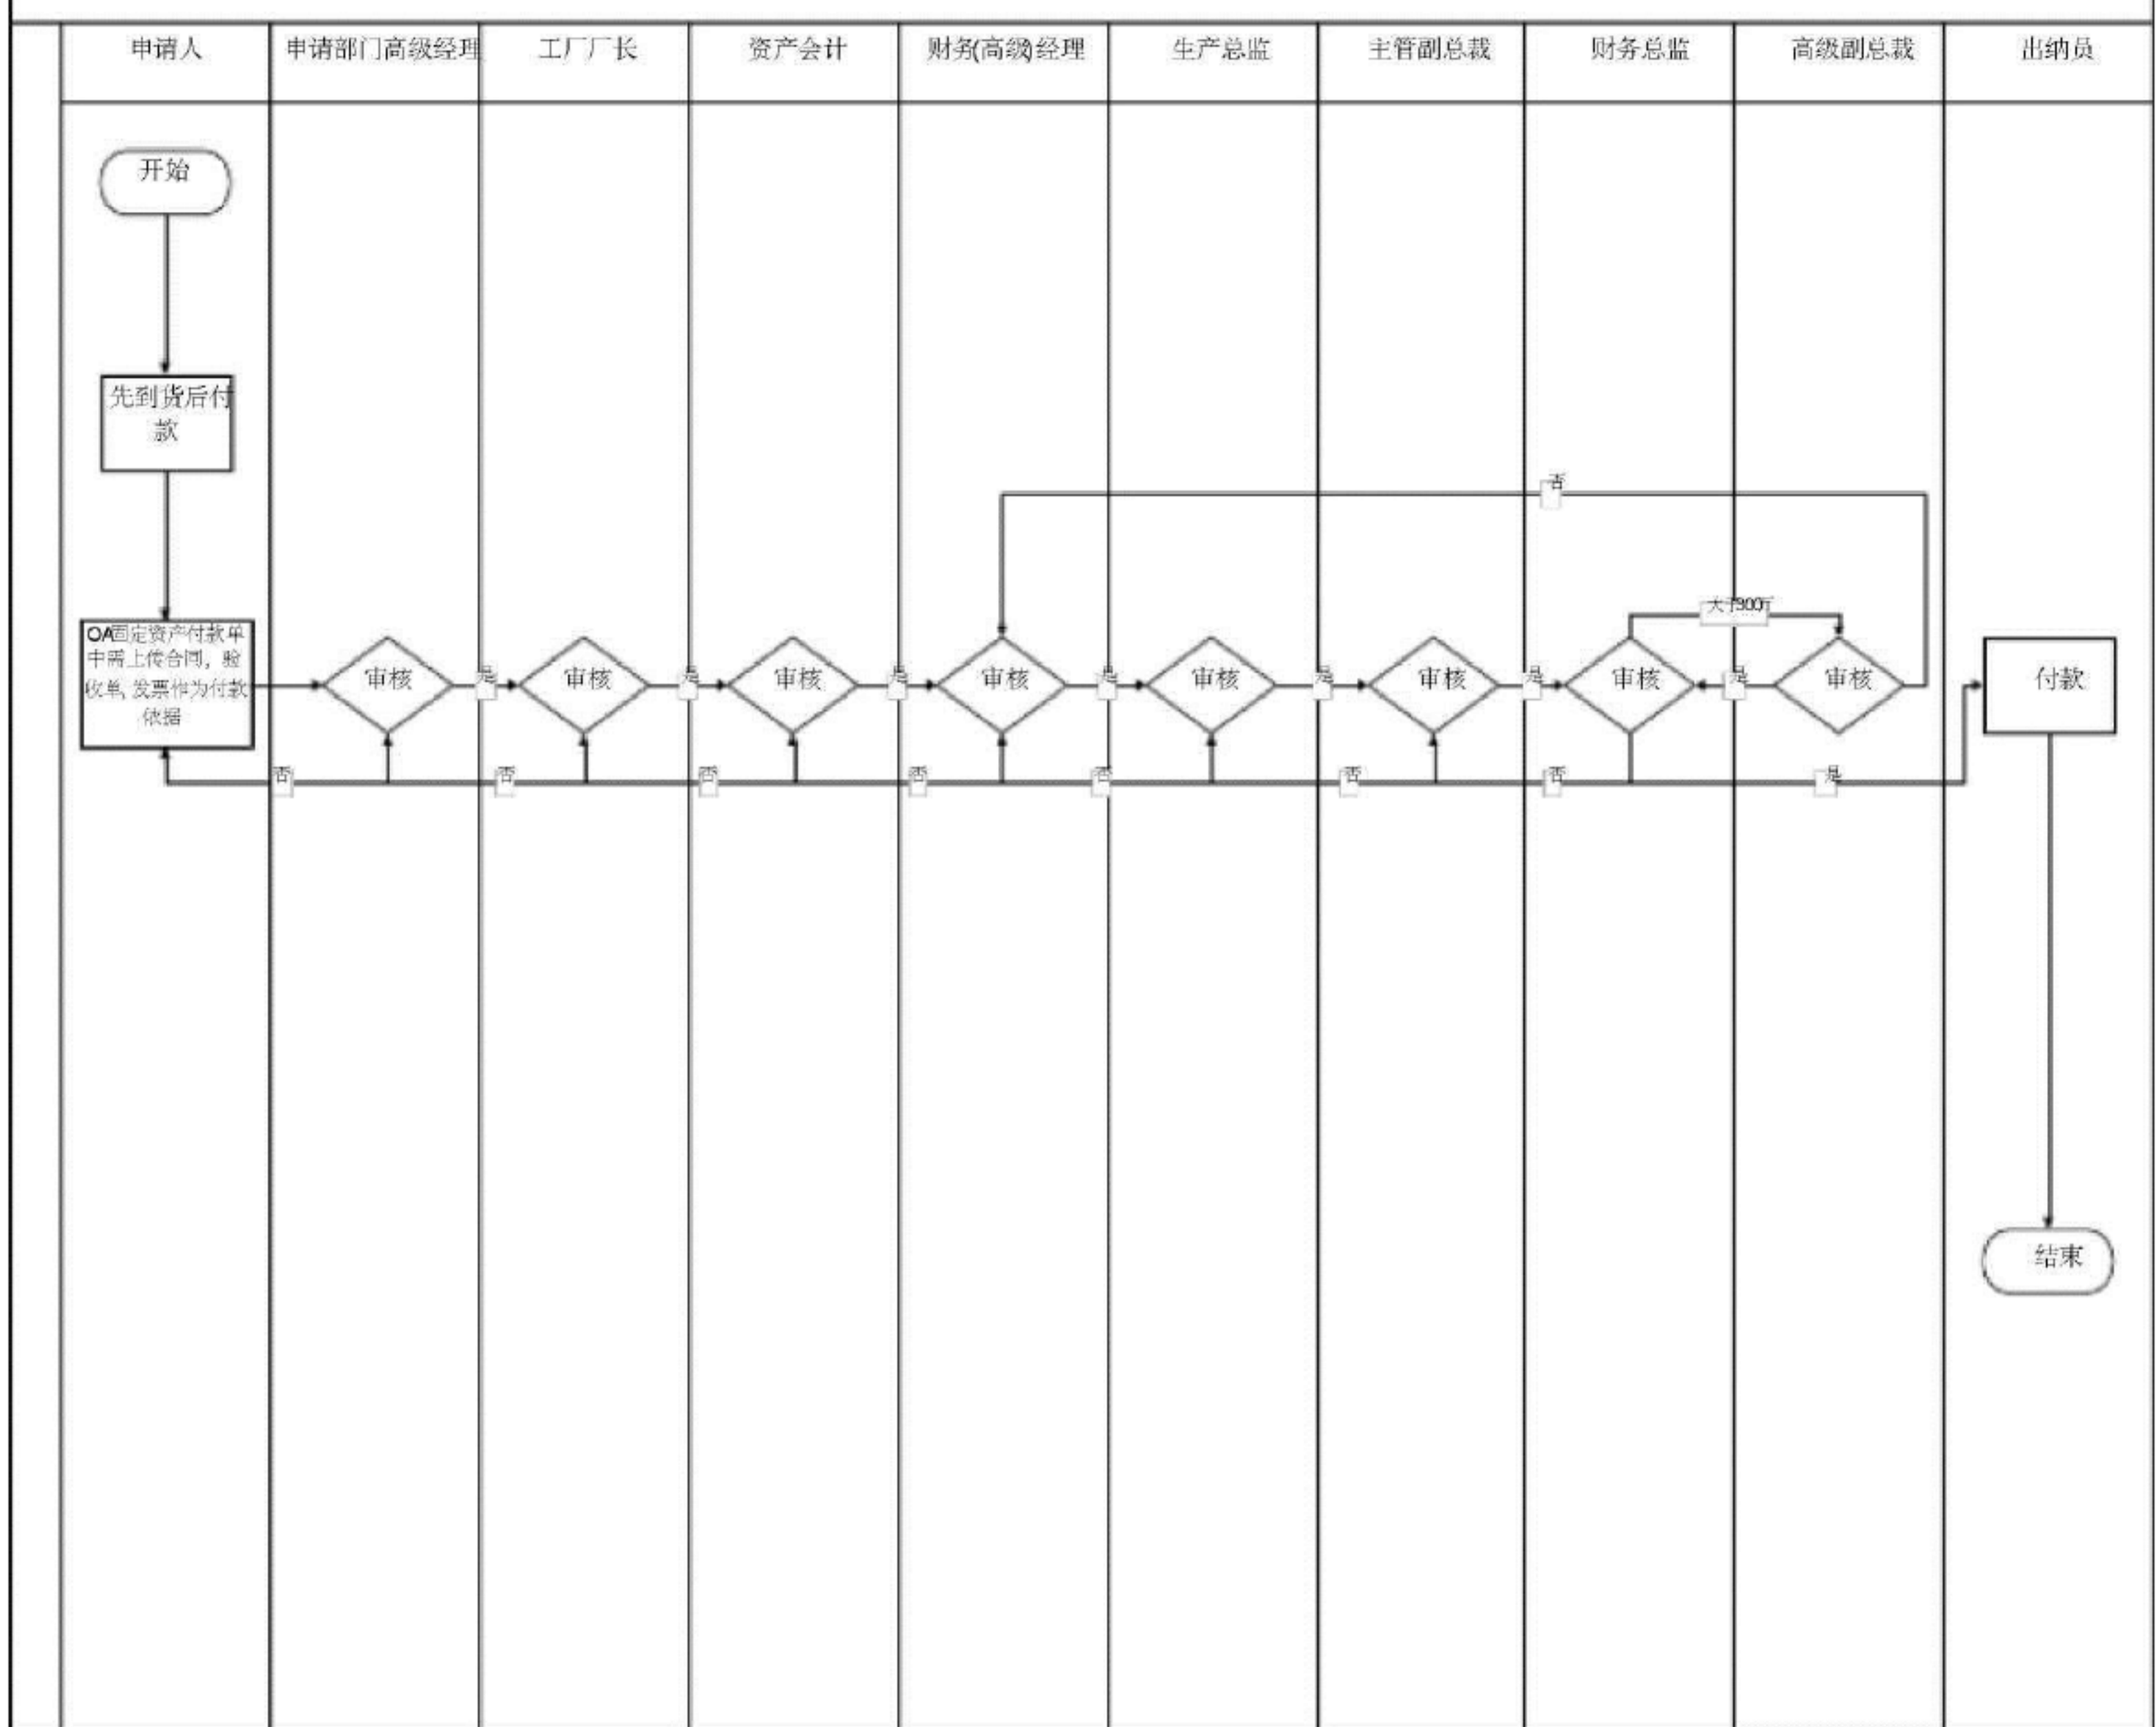 申请人
申请部门高级经理
工厂厂长
资产会计
财务(高级)经理
生产总监
主管副总裁
财务总监
高级副总裁
出纳员
开始
先到货后付
款
否
OA固定资产付款单
中需上传合同，验
收单, 发票作为付款
依据
审核
是
审核
是
审核
是
审核
是
审核
是
审核
是
审核
大于300万
是
审核
付款
否
否
否
否
否
否
否
是
结束